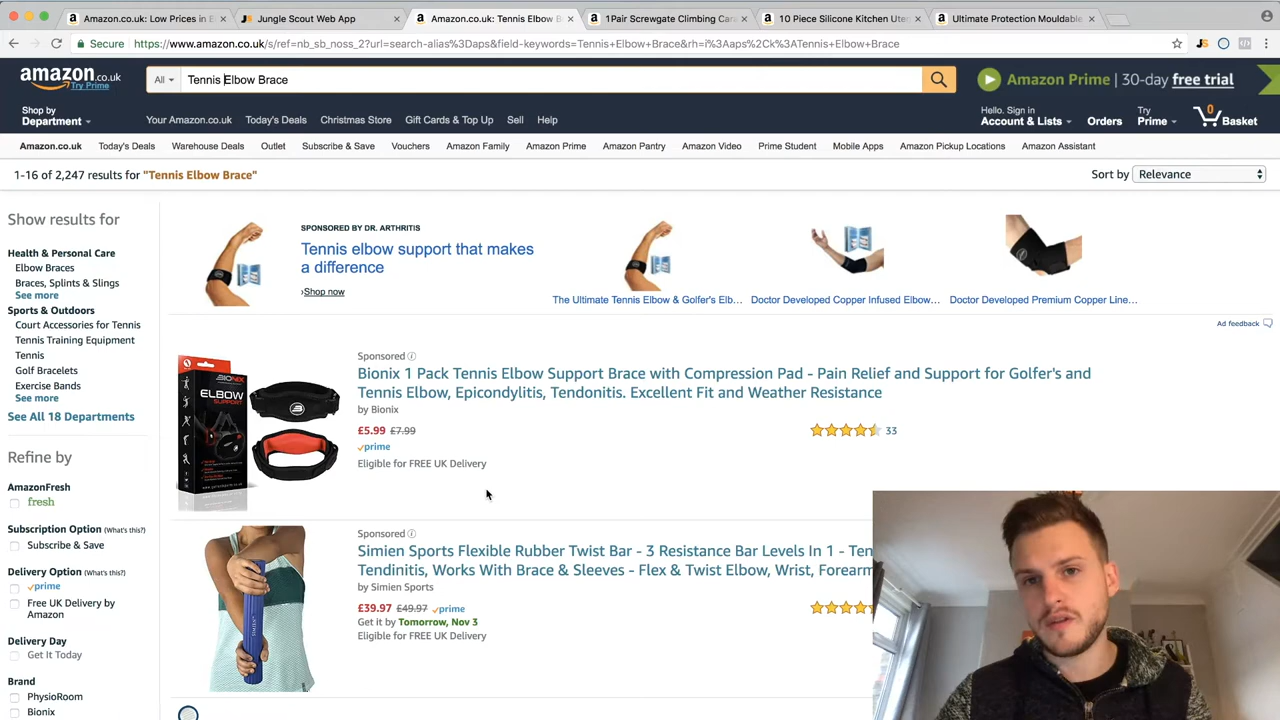 Amazon.co.uk: Low Prices in E
Jungle Scout Web App
Amazon.co.uk: Tennis Elbow B
1Pair Screwgate Climbing Cara
10 Piece Silicone Kitchen Uten
Ultimate Protection Mouldable
Secure https://www.amazon.co.uk/s/ref=nb_sb_noss_2?url=search-alias%3Daps&field-keywords=Tennis+Elbow+Brace&rh=i%3Aaps%2Ck%3ATennis+Elbow+Brace
amazon.co.uk
Try Prime
All
Tennis Elbow Brace
Amazon Prime | 30-day free trial
Shop by
Department
Your Amazon.co.uk Today's Deals Christmas Store Gift Cards & Top Up Sell Help
Hello. Sign in
Account & Lists
Orders
Try
Prime
0
Basket
Amazon.co.uk Today's Deals Warehouse Deals Outlet Subscribe & Save Vouchers Amazon Family Amazon Prime Amazon Pantry Amazon Video Prime Student Mobile Apps Amazon Pickup Locations Amazon Assistant
1-16 of 2,247 results for "Tennis Elbow Brace"
Sort by Relevance
Show results for
Health & Personal Care
Elbow Braces
Braces, Splints & Slings
See more
Sports & Outdoors
Court Accessories for Tennis
Tennis Training Equipment
Tennis
Golf Bracelets
Exercise Bands
See more
See All 18 Departments
Refine by
AmazonFresh
fresh
Subscription Option (What's this?)
Subscribe & Save
Delivery Option (What's this?)
prime
Free UK Delivery by
Amazon
Delivery Day
Get It Today
Brand
PhysioRoom
Bionix
SPONSORED BY DR. ARTHRITIS
Tennis elbow support that makes
a difference
›Shop now
The Ultimate Tennis Elbow & Golfer's Elb...
Doctor Developed Copper Infused Elbow...
Doctor Developed Premium Copper Line...
Ad feedback
Sponsored
Bionix 1 Pack Tennis Elbow Support Brace with Compression Pad - Pain Relief and Support for Golfer's and
Tennis Elbow, Epicondylitis, Tendonitis. Excellent Fit and Weather Resistance
by Bionix
£5.99 £7.99
prime
Eligible for FREE UK Delivery
33
BIONIX
ELBOW
SUPPORT
Sponsored
Simien Sports Flexible Rubber Twist Bar - 3 Resistance Bar Levels In 1 - Ten
Tendinitis, Works With Brace & Sleeves - Flex & Twist Elbow, Wrist, Forearm
by Simien Sports
£39.97 £49.97 prime
Get it by Tomorrow, Nov 3
Eligible for FREE UK Delivery